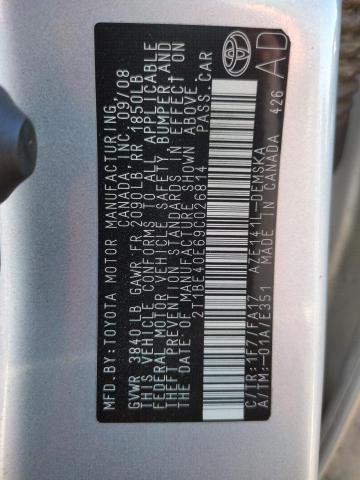 MFD.BY:TOYOTA MOTOR MANUFACTURING,
CANADA, INC. 09/08
GVWR 3840 LB GAWR FR 2090LB RR 1850LB
THIS VEHICLE CONFORMS TO ALL APPLICABLE
FEDERAL MOTOR VEHICLE SAFETY, BUMPER, AND
THEFT PREVENTION STANDARDS IN EFFECT ON
THE DATE OF MANUFACTURE SHOWN ABOVE.
2T1BE40E69C026814 PASS.CAR
C/TR:1F7/FA47 AZE141L-DEMSKA
A/TM:-01A/E351 MADE IN CANADA 426
AD